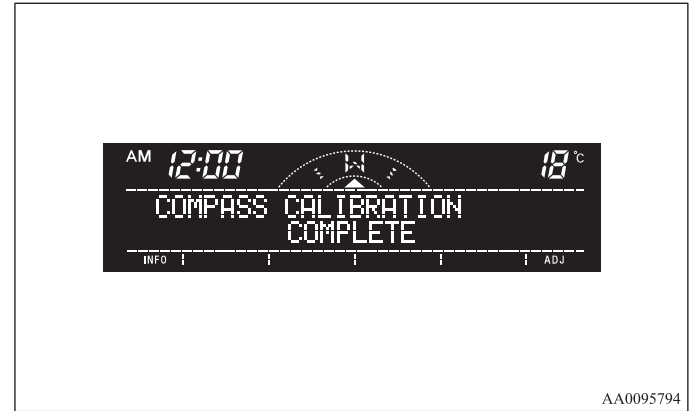 AM 12:00 18 °C
COMPASS CALIBRATION
COMPLETE
INFO ADJ
AA0095794